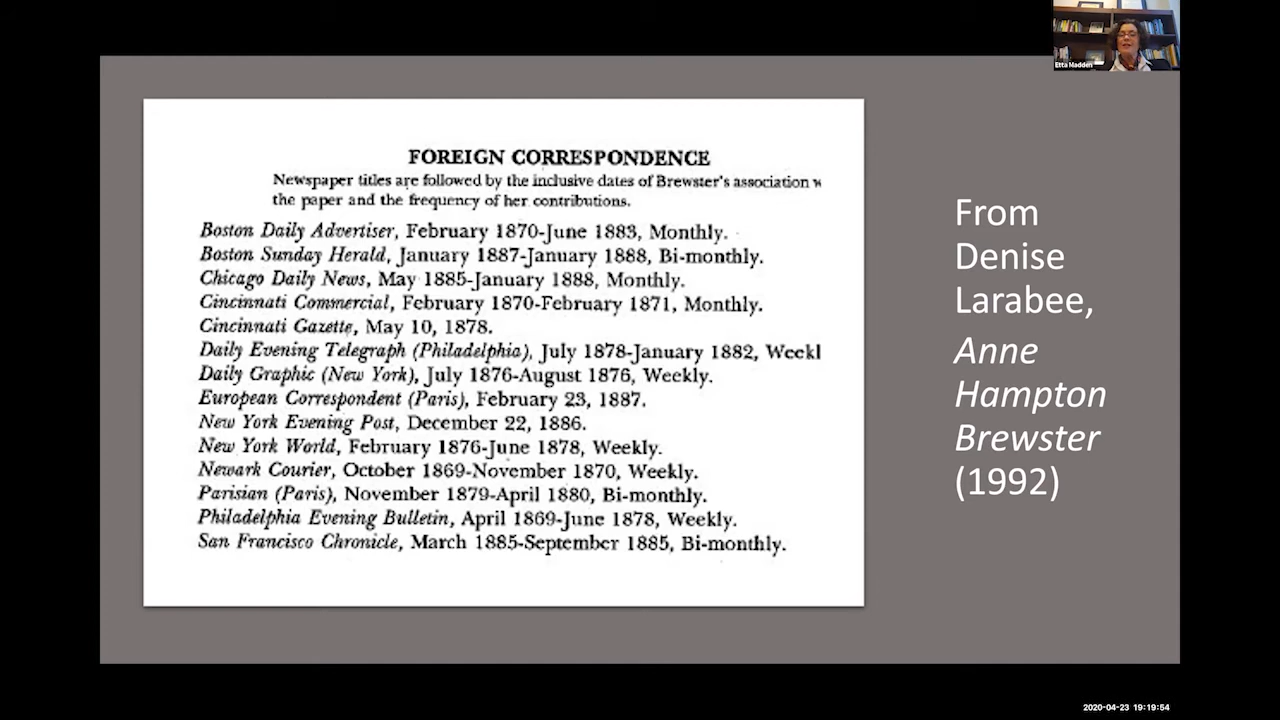 Etta Madden
FOREIGN CORRESPONDENCE
Newspaper titles are followed by the inclusive dates of Brewster's association w
the paper and the frequency of her contributions.
Boston Daily Advertiser, February 1870-June 1883, Monthly.
Boston Sunday Herald, January 1887-January 1888, Bi-monthly.
Chicago Daily News, May 1885-January 1888, Monthly.
Cincinnati Commercial, February 1870-February 1871, Monthly.
Cincinnati Gazette, May 10, 1878.
Daily Evening Telegraph (Philadelphia), July 1878-January 1882, Weekl
Daily Graphic (New York), July 1876-August 1876, Weekly.
European Correspondent (Paris), February 23, 1887.
New York Evening Post, December 22, 1886.
New York World, February 1876-June 1878, Weekly.
Newark Courier, October 1869-November 1870, Weekly.
Parisian (Paris), November 1879-April 1880, Bi-monthly.
Philadelphia Evening Bulletin, April 1869-June 1878, Weekly.
San Francisco Chronicle, March 1885-September 1885, Bi-monthly.
From
Denise
Larabee,
Anne
Hampton
Brewster
(1992)
2020-04-23 19:19:54